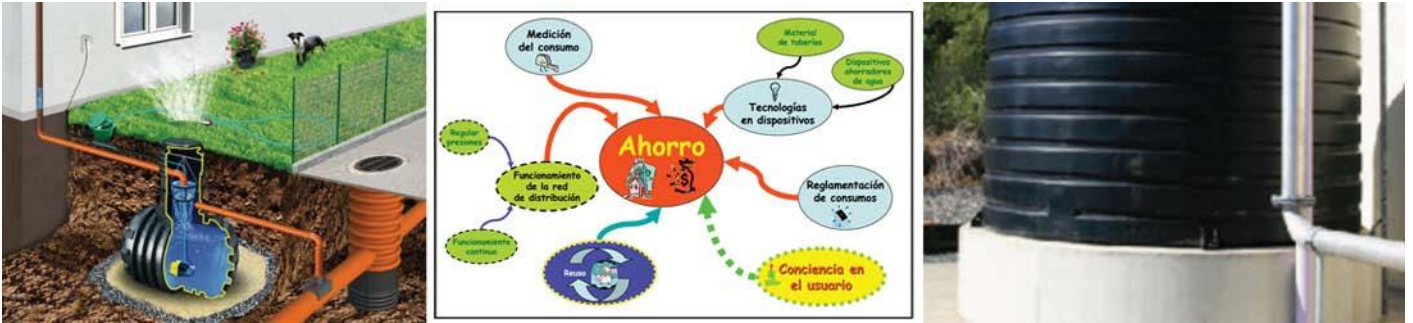 Medición
del consumo
Material
de tuberías
Dispositivos
ahorradores
de agua
Tecnologías
en dispositivos
Ahorro
Regular
presiones
Funcionamiento
de la red
de distribución
Funcionamiento
continuo
Reglamentación
de consumos
Reuso
Conciencia en
el usuario